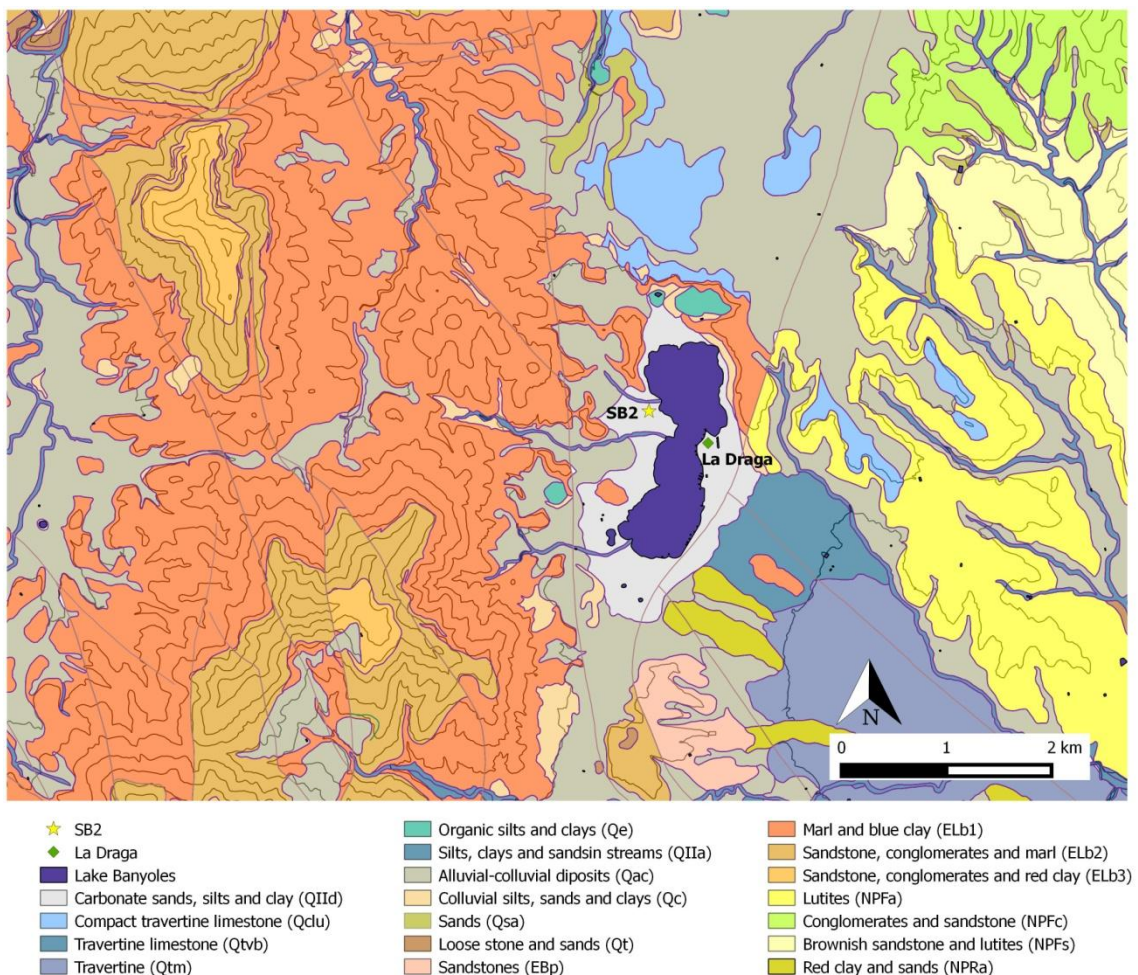 SB2
La Draga
N
0 1 2 km
SB2
La Draga
Lake Banyoles
Carbonate sands, silts and clay (QIId)
Compact travertine limestone (Qclu)
Travertine limestone (Qtvb)
Travertine (Qtm)
Organic silts and clays (Qe)
Silts, clays and sandsin streams (QIIa)
Alluvial-colluvial diposits (Qac)
Colluvial silts, sands and clays (Qc)
Sands (Qsa)
Loose stone and sands (Qt)
Sandstones (EBp)
Marl and blue clay (ELb1)
Sandstone, conglomerates and marl (ELb2)
Sandstone, conglomerates and red clay (ELb3)
Lutites (NPFa)
Conglomerates and sandstone (NPFc)
Brownish sandstone and lutites (NPFs)
Red clay and sands (NPRa)